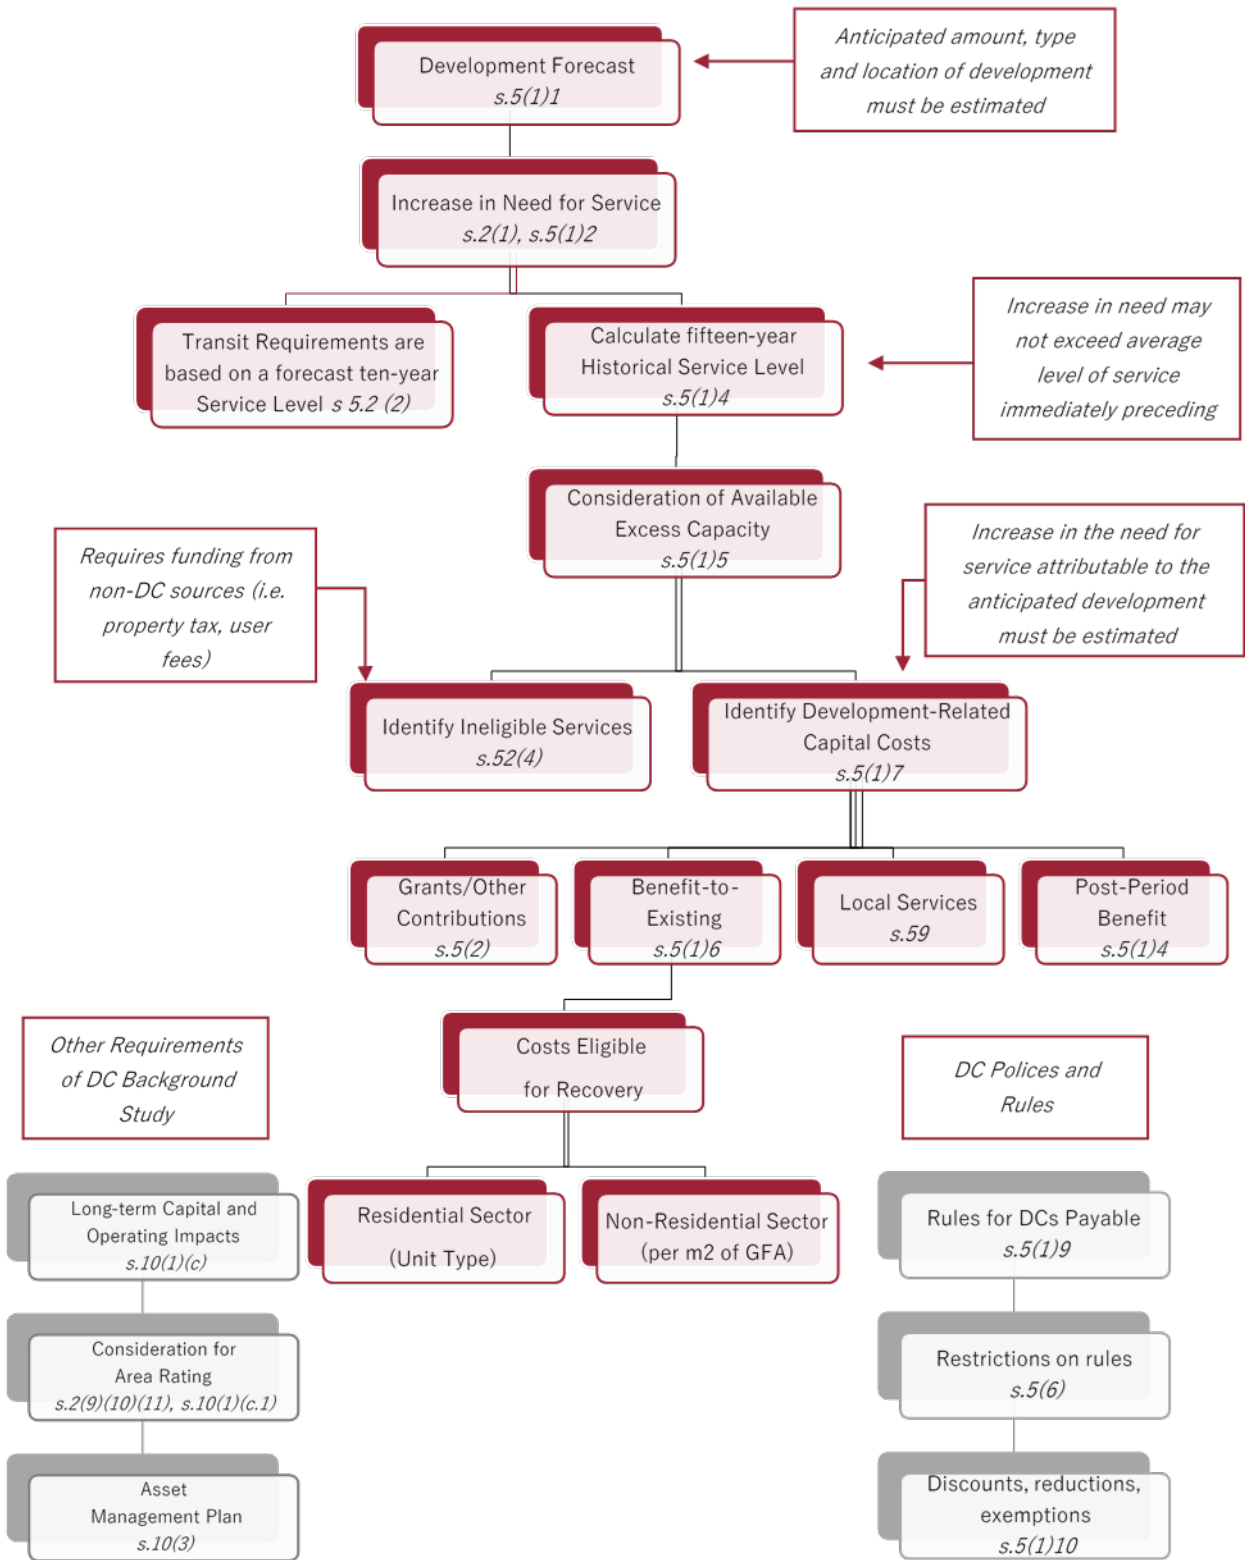 Development Forecast
s.5(1)1
Anticipated amount, type
and location of development
must be estimated
Increase in Need for Service
s.2(1), s.5(1)2
Transit Requirements are
based on a forecast ten-year
Service Level s 5.2 (2)
Calculate fifteen-year
Historical Service Level
s.5(1)4
Increase in need may
not exceed average
level of service
immediately preceding
Consideration of Available
Excess Capacity
s.5(1)5
Requires funding from
non-DC sources (i.e.
property tax, user
fees)
Increase in the need for
service attributable to the
anticipated development
must be estimated
Identify Ineligible Services
s.52(4)
Identify Development-Related
Capital Costs
s.5(1)7
Grants/Other
Contributions
s.5(2)
Benefit-to-
Existing
s.5(1)6
Local Services
s.59
Post-Period
Benefit
s.5(1)4
Costs Eligible
for Recovery
Residential Sector
(Unit Type)
Non-Residential Sector
(per m2 of GFA)
Other Requirements
of DC Background
Study
Long-term Capital and
Operating Impacts
s.10(1)(c)
Consideration for
Area Rating
s.2(9)(10)(11), s.10(1)(c.1)
Asset
Management Plan
s.10(3)
DC Polices and
Rules
Rules for DCs Payable
s.5(1)9
Restrictions on rules
s.5(6)
Discounts, reductions,
exemptions
s.5(1)10